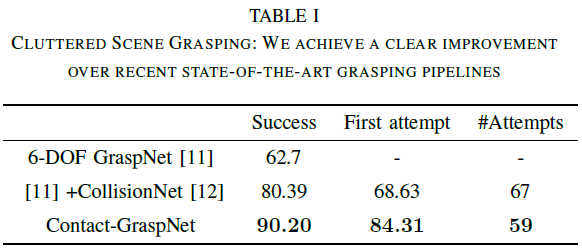 TABLE I
CLUTTERED SCENE GRASPING: WE ACHIEVE A CLEAR IMPROVEMENT
OVER RECENT STATE-OF-THE-ART GRASPING PIPELINES
Success First attempt #Attempts
6-DOF GraspNet [11] 62.7 - -
[11] +CollisionNet [12] 80.39 68.63 67
Contact-GraspNet 90.20 84.31 59